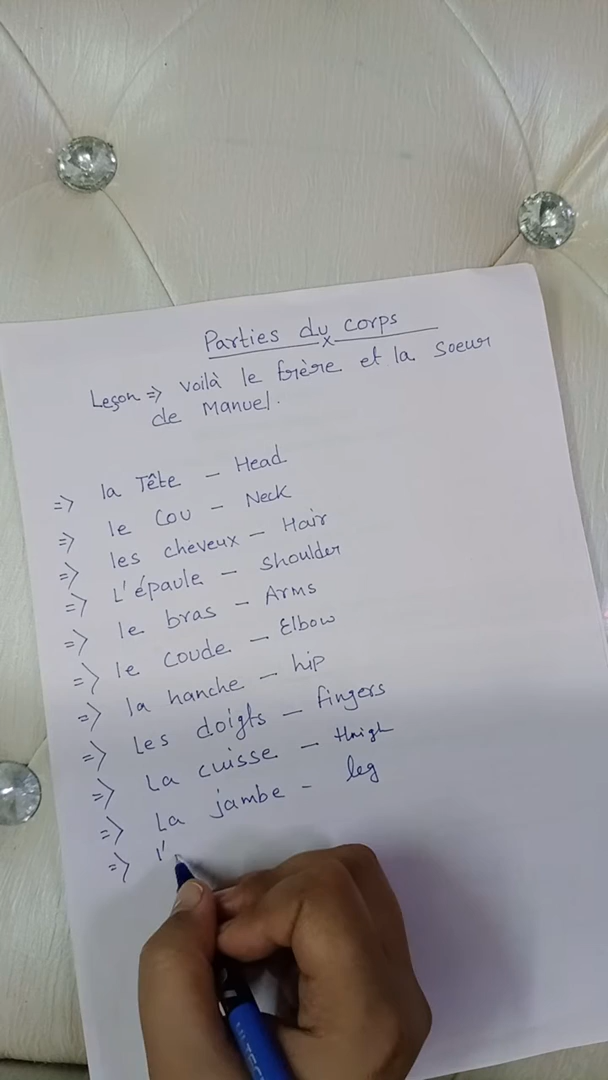 Parties du corps
x
Leçon => voilà le frère et la soeur
de Manuel.
=> la Tête - Head
=> le Cou - Neck
=> les cheveux - Hair
=> L'épaule - shoulder
=> le bras - Arms
=> le coude - Elbow
=> la hanche - hip
=> Les doigts - fingers
=> La cuisse - Thigh
=> La jambe - leg
=> l'